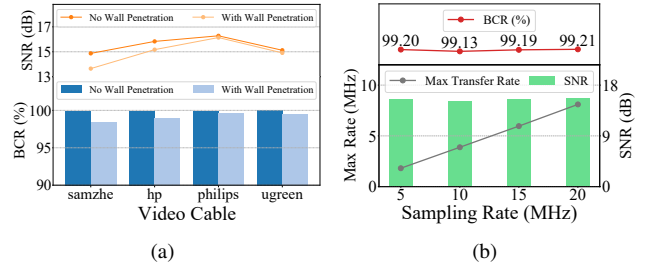 SNR (dB)
17
15
13
No Wall Penetration
With Wall Penetration
BCR (%)
100
95
90
No Wall Penetration
With Wall Penetration
samzhe
hp
philips
ugreen
Video Cable
(a)
BCR (%)
99.20
99.13
99.19
99.21
Max Rate (MHz)
10
5
0
Max Transfer Rate
SNR
18
9
0
SNR (dB)
5
10
15
20
Sampling Rate (MHz)
(b)